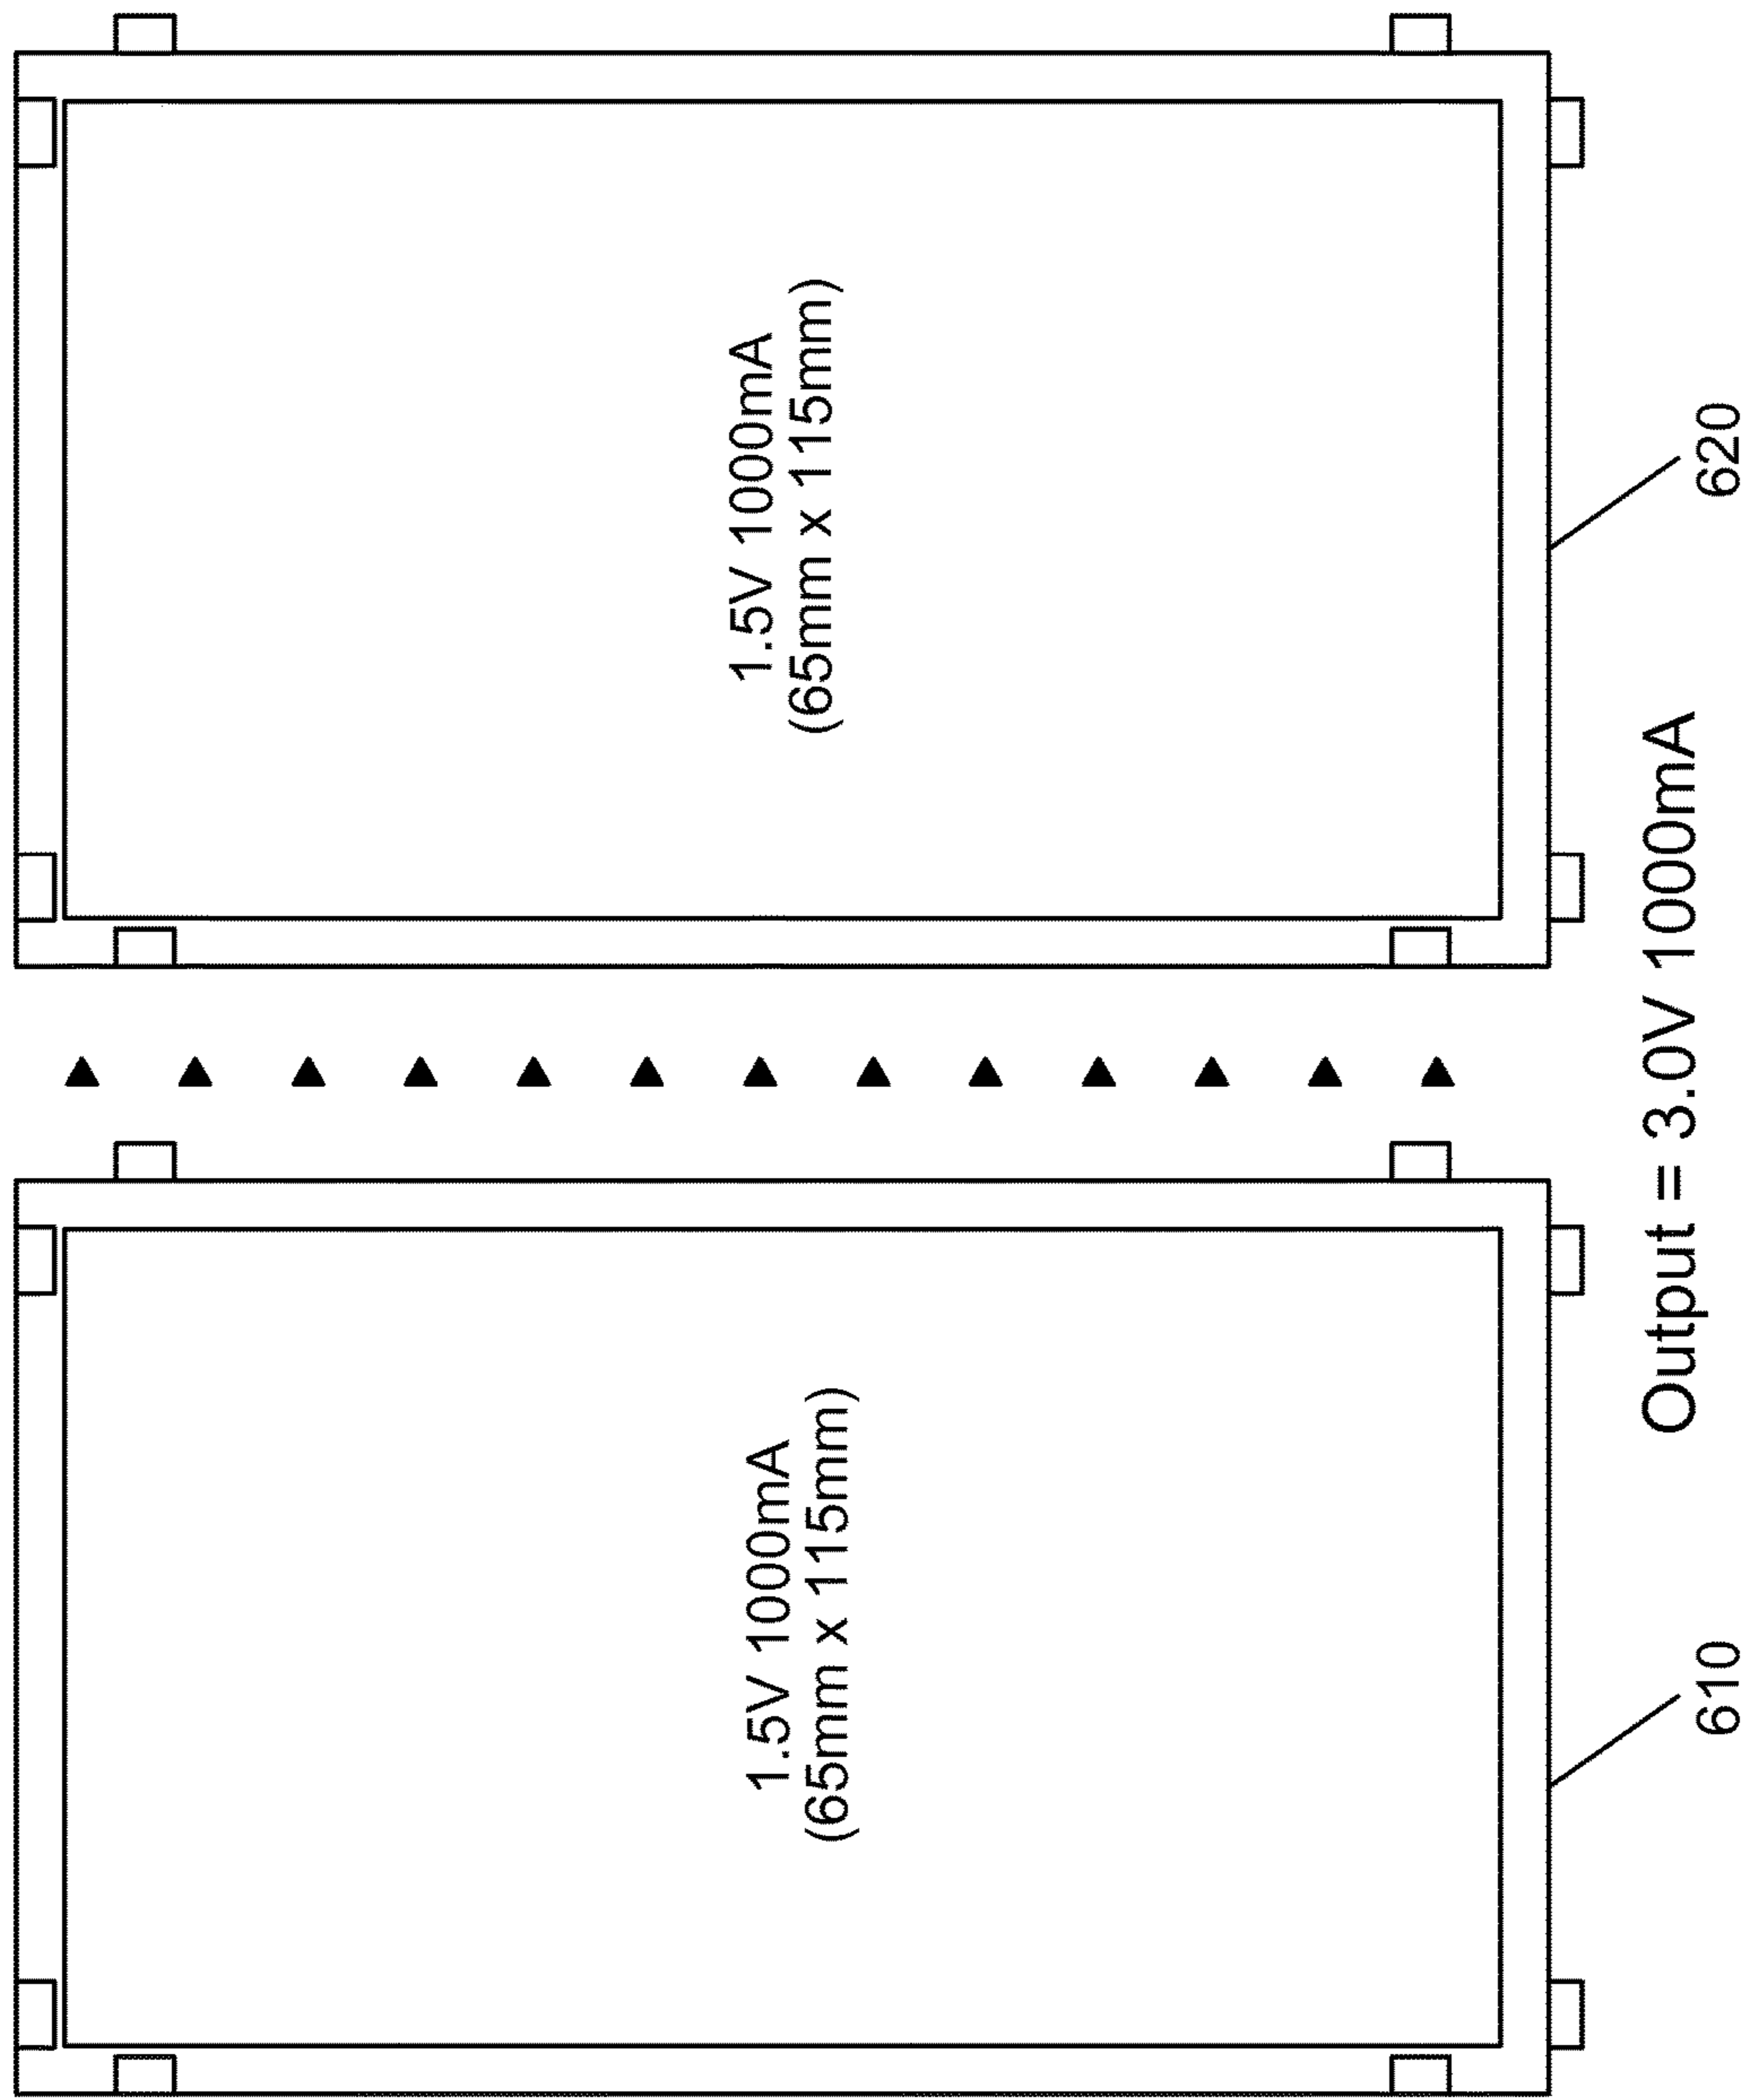 1.5V 1000mA
(65mm x 115mm)
1.5V 1000mA
(65mm x 115mm)
610
620
Output = 3.0V 1000mA